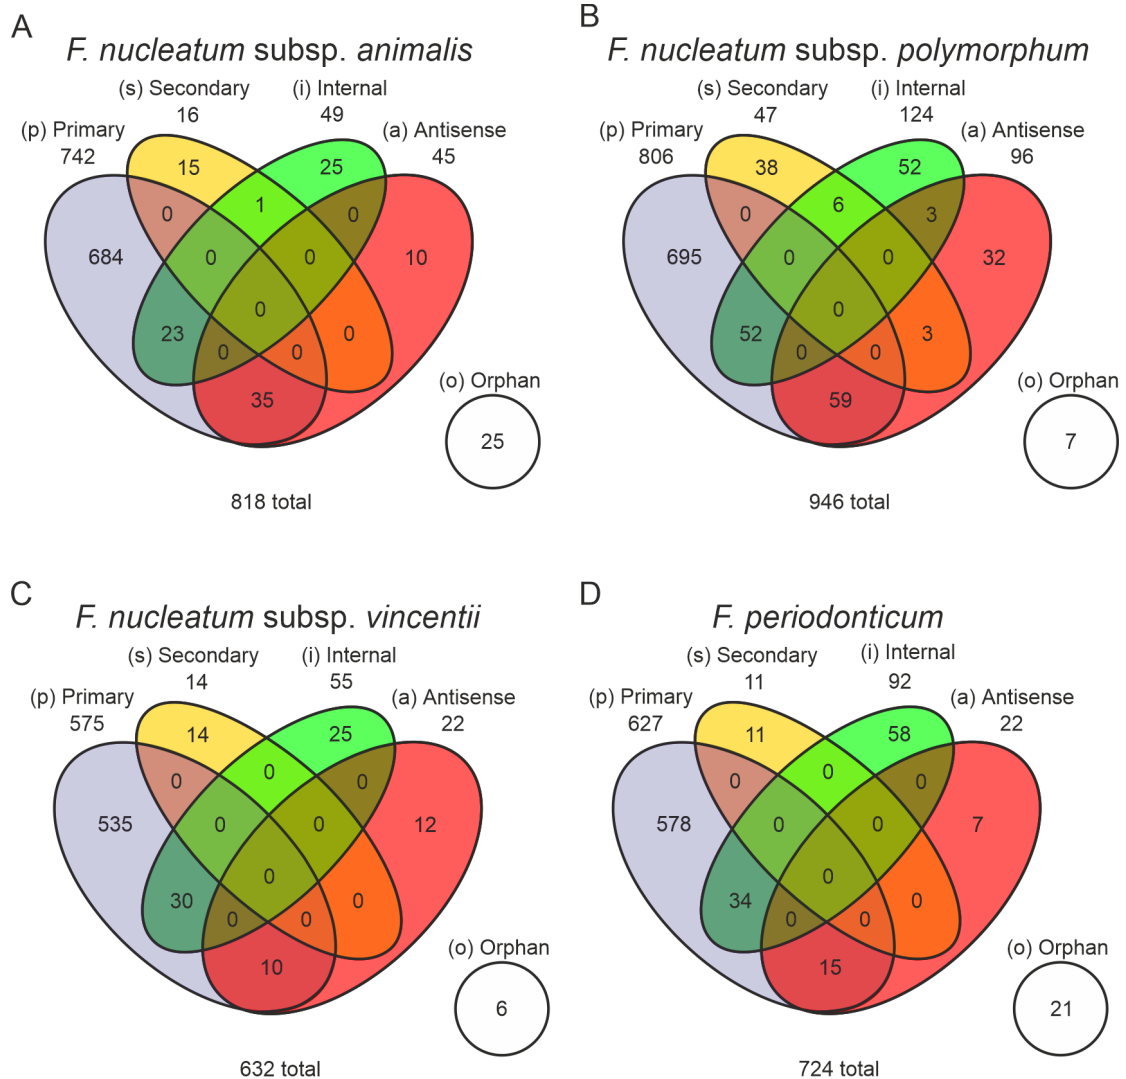 A
F. nucleatum subsp. animalis
(s) Secondary
(i) Internal
16
49
(p) Primary
(a) Antisense
742
45
15
25
0
1
0
684
0
0
10
0
23
0
0
0
35
(o) Orphan
25
818 total
B
F. nucleatum subsp. polymorphum
(s) Secondary
(i) Internal
47
124
(p) Primary
(a) Antisense
806
96
38
52
0
6
3
695
0
0
32
0
52
0
0
3
59
(o) Orphan
7
946 total
C
F. nucleatum subsp. vincentii
(s) Secondary
(i) Internal
14
55
(p) Primary
(a) Antisense
575
22
14
25
0
0
0
535
0
0
12
0
30
0
0
0
10
(o) Orphan
6
632 total
D
F. periodonticum
(s) Secondary
(i) Internal
11
92
(p) Primary
(a) Antisense
627
22
11
58
0
0
0
578
0
0
7
0
34
0
0
0
15
(o) Orphan
21
724 total